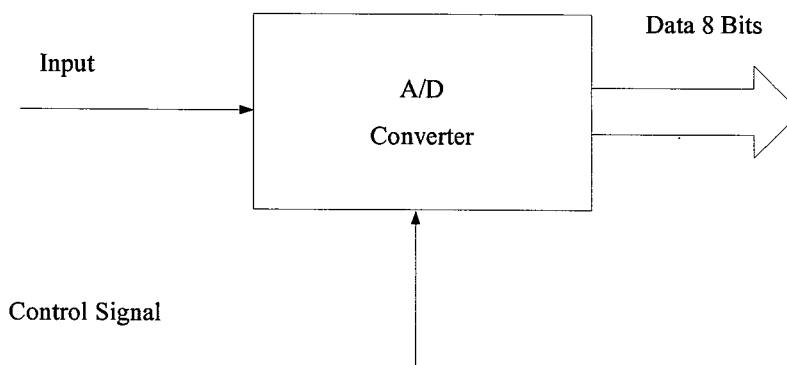 Data 8 Bits
Input
A/D
Converter
Control Signal